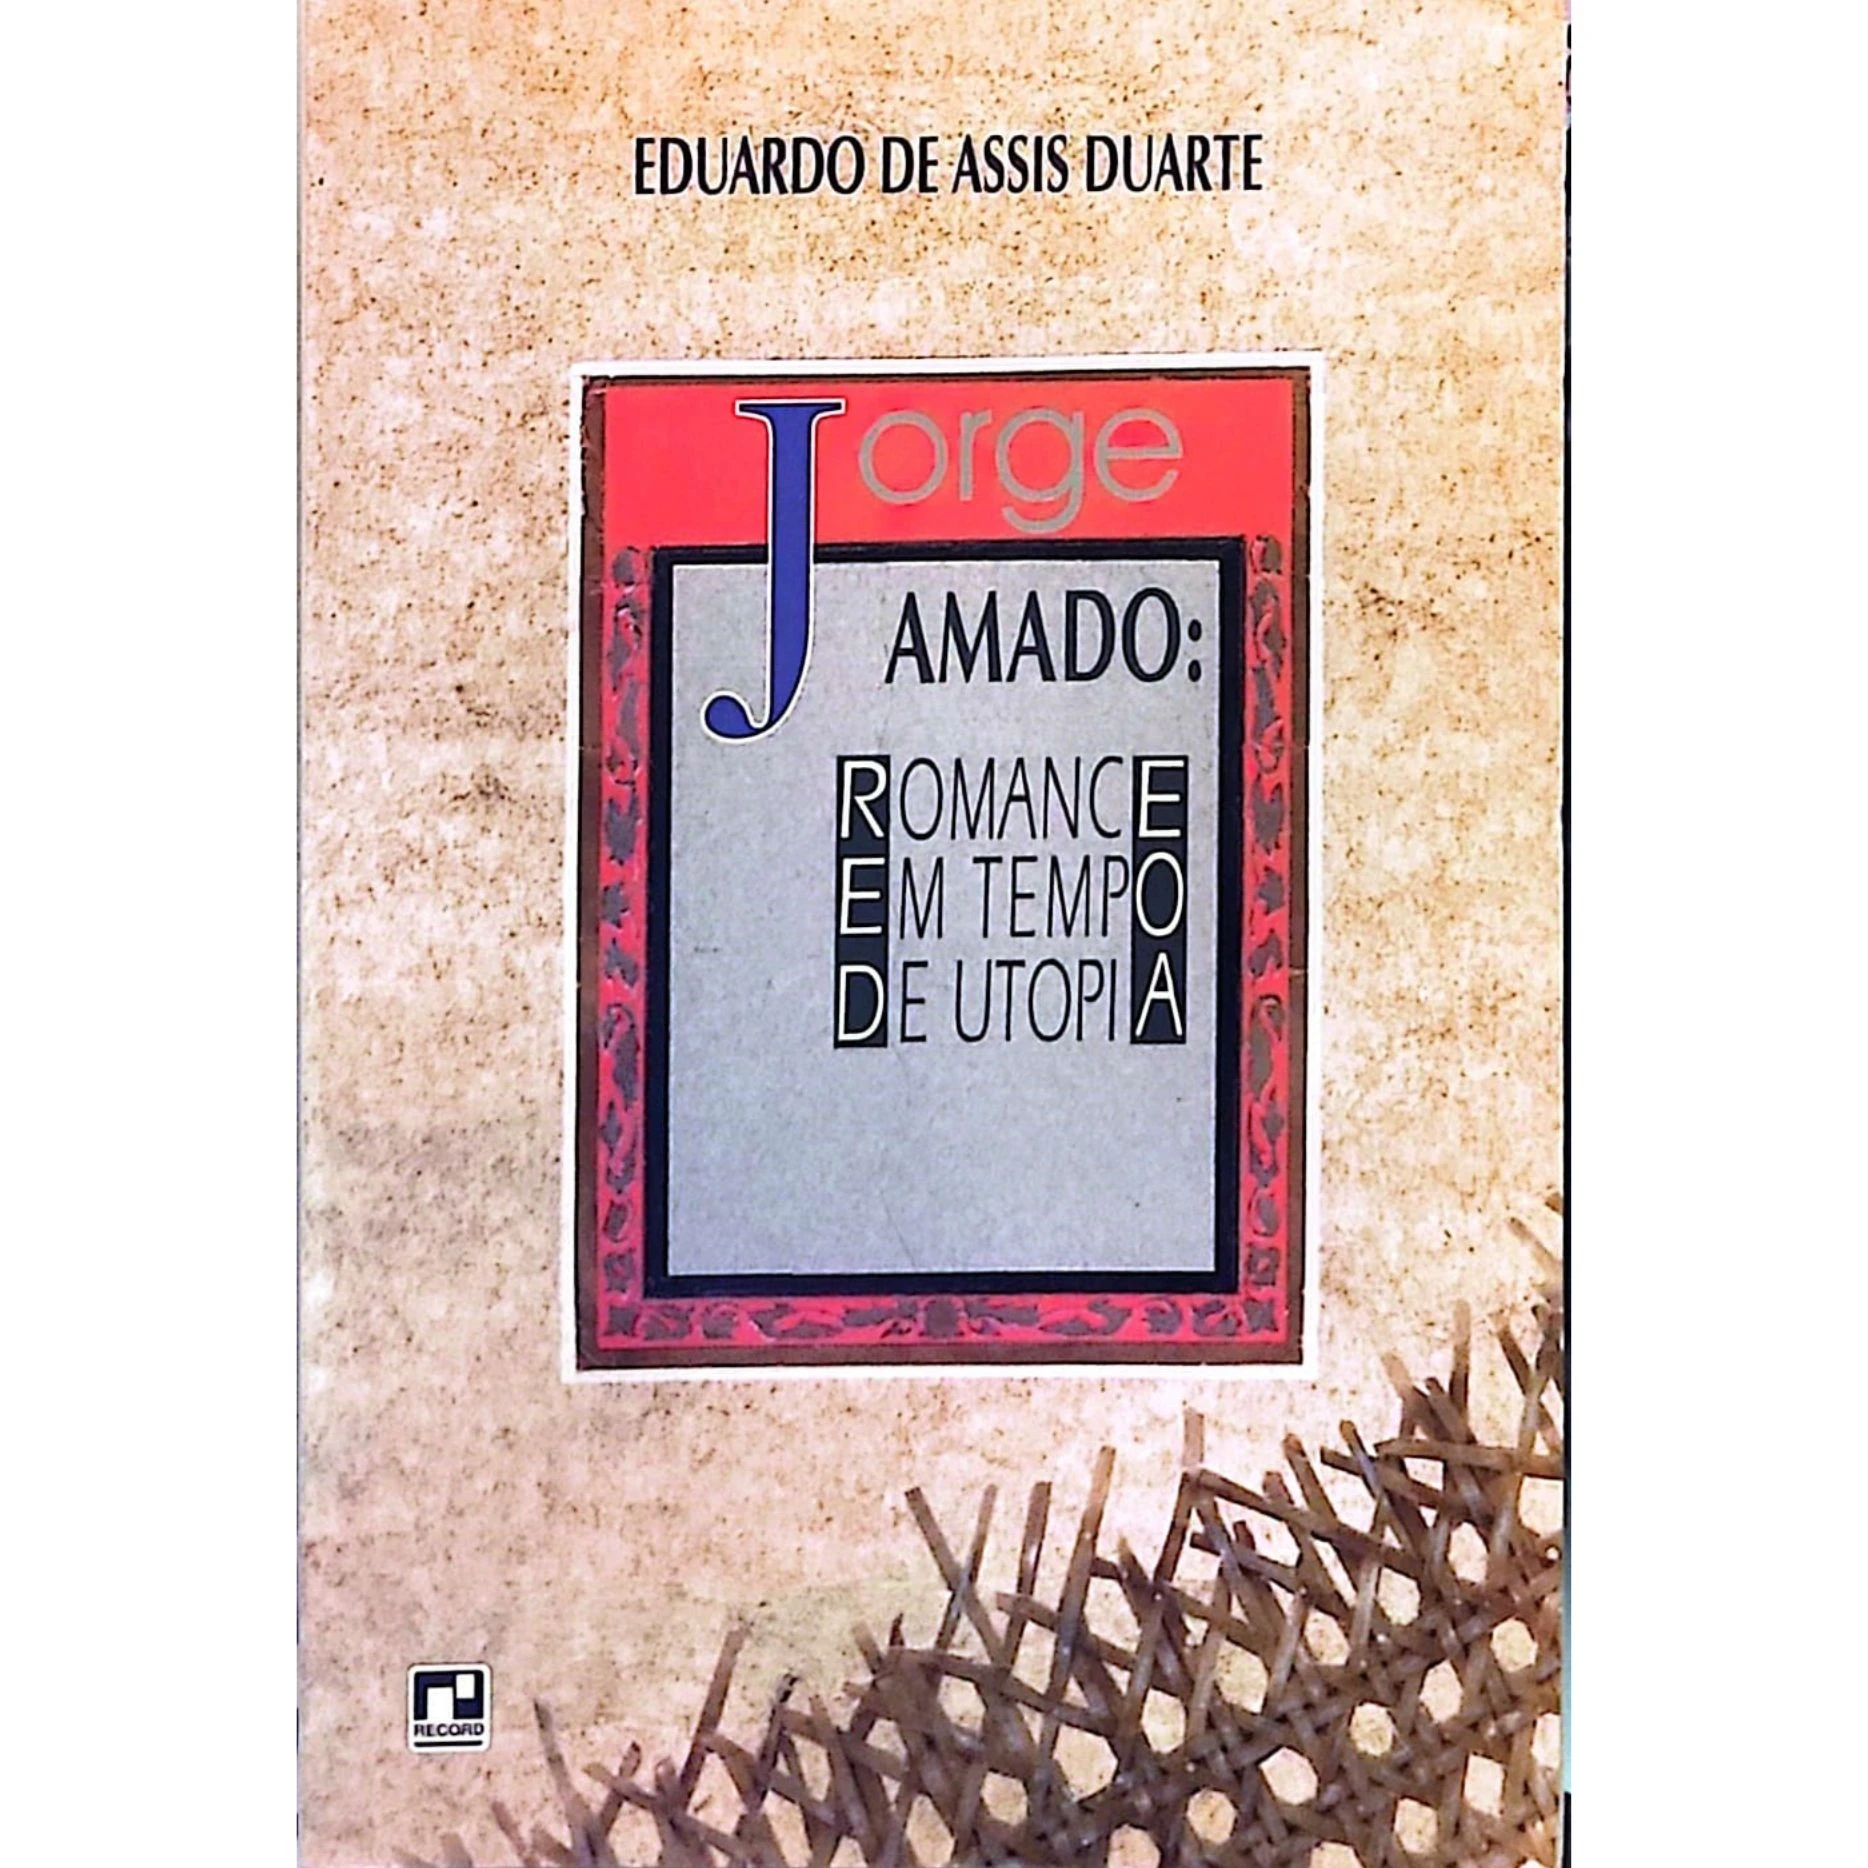 EDUARDO DE ASSIS DUARTE
Jorge
AMADO:
ROMANCE
EM TEMPO
DE UTOPIA
RECORD